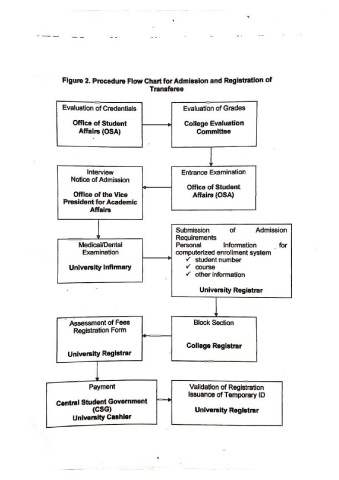 Figure 2. Procedure Flow Chart for Admission and Registration of
Transferee
Evaluation of Credentials
Office of Student
Affairs (OSA)
Evaluation of Grades
College Evaluation
Committee
Entrance Examination
Office of Student
Affairs (OSA)
Interview
Notice of Admission
Office of the Vice
President for Academic
Affairs
Medical/Dental
Examination
University Infirmary
Submission of Admission
Requirements
Personal Information for
computerized enrollment system
✓ student number
✓ course
✓ other information
University Registrar
Block Section
College Registrar
Assessment of Fees
Registration Form
University Registrar
Payment
Central Student Government
(CSG)
University Cashier
Validation of Registration
Issuance of Temporary ID
University Registrar